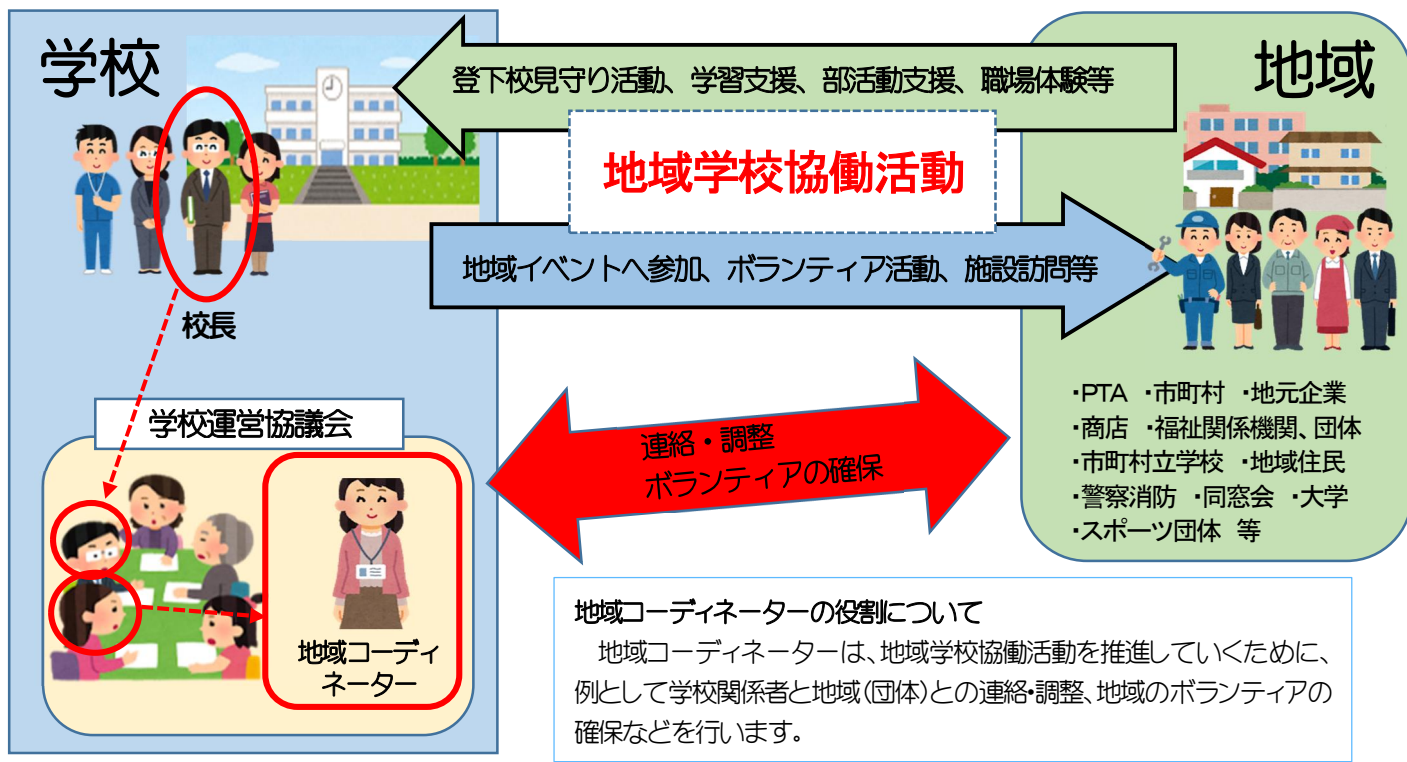 学校
地域
登下校見守り活動、学習支援、部活動支援、職場体験等
地域学校協働活動
地域イベントへ参加、ボランティア活動、施設訪問等
校長
学校運営協議会
連絡・調整
ボランティアの確保
・PTA ・市町村 ・地元企業
・商店 ・福祉関係機関、団体
・市町村立学校 ・地域住民
・警察消防 ・同窓会 ・大学
・スポーツ団体 等
地域コーディ
ネーター
地域コーディネーターの役割について
地域コーディネーターは、地域学校協働活動を推進していくために、
例として学校関係者と地域(団体)との連絡・調整、地域のボランティアの
確保などを行います。